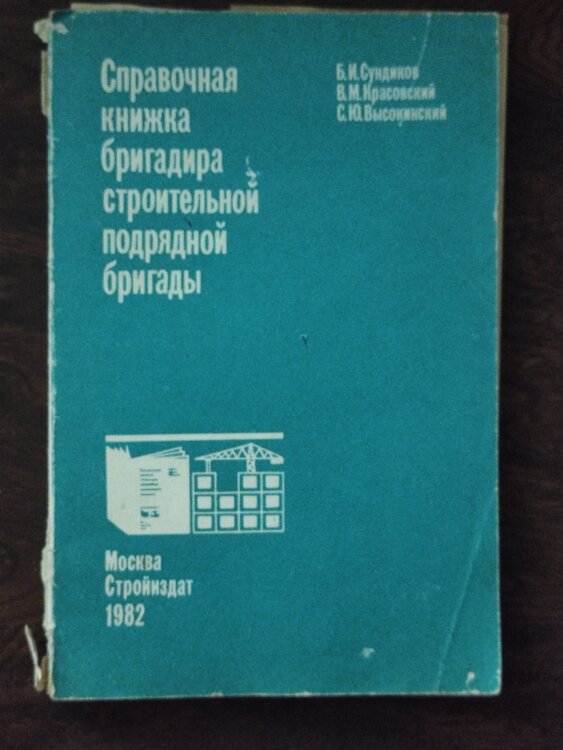 Справочная
книжка
бригадира
строительной
подрядной
бригады
Б.И.Сундиков
В.М.Красовский
С.Ю.Высокинский
Москва
Стройиздат
1982